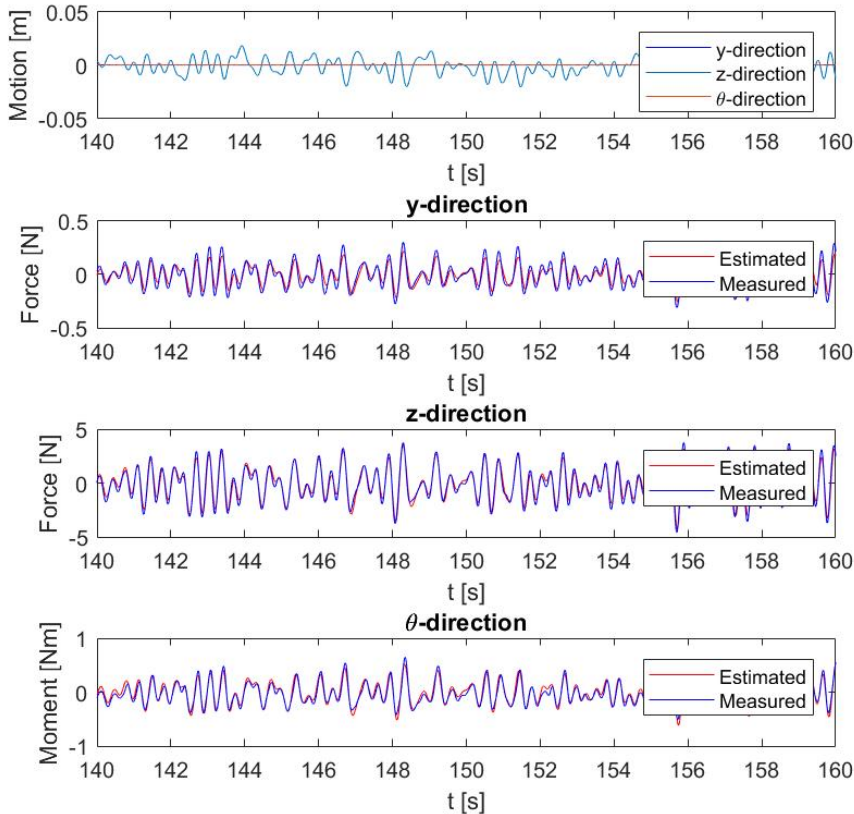 Motion [m]
0.05
0
-0.05
y-direction
z-direction
θ-direction
140 142 144 146 148 150 152 154 156 158 160
t [s]
y-direction
Force [N]
0.5
0
-0.5
Estimated
Measured
140 142 144 146 148 150 152 154 156 158 160
t [s]
z-direction
Force [N]
5
0
-5
Estimated
Measured
140 142 144 146 148 150 152 154 156 158 160
t [s]
θ-direction
Moment [Nm]
1
0
-1
Estimated
Measured
140 142 144 146 148 150 152 154 156 158 160
t [s]